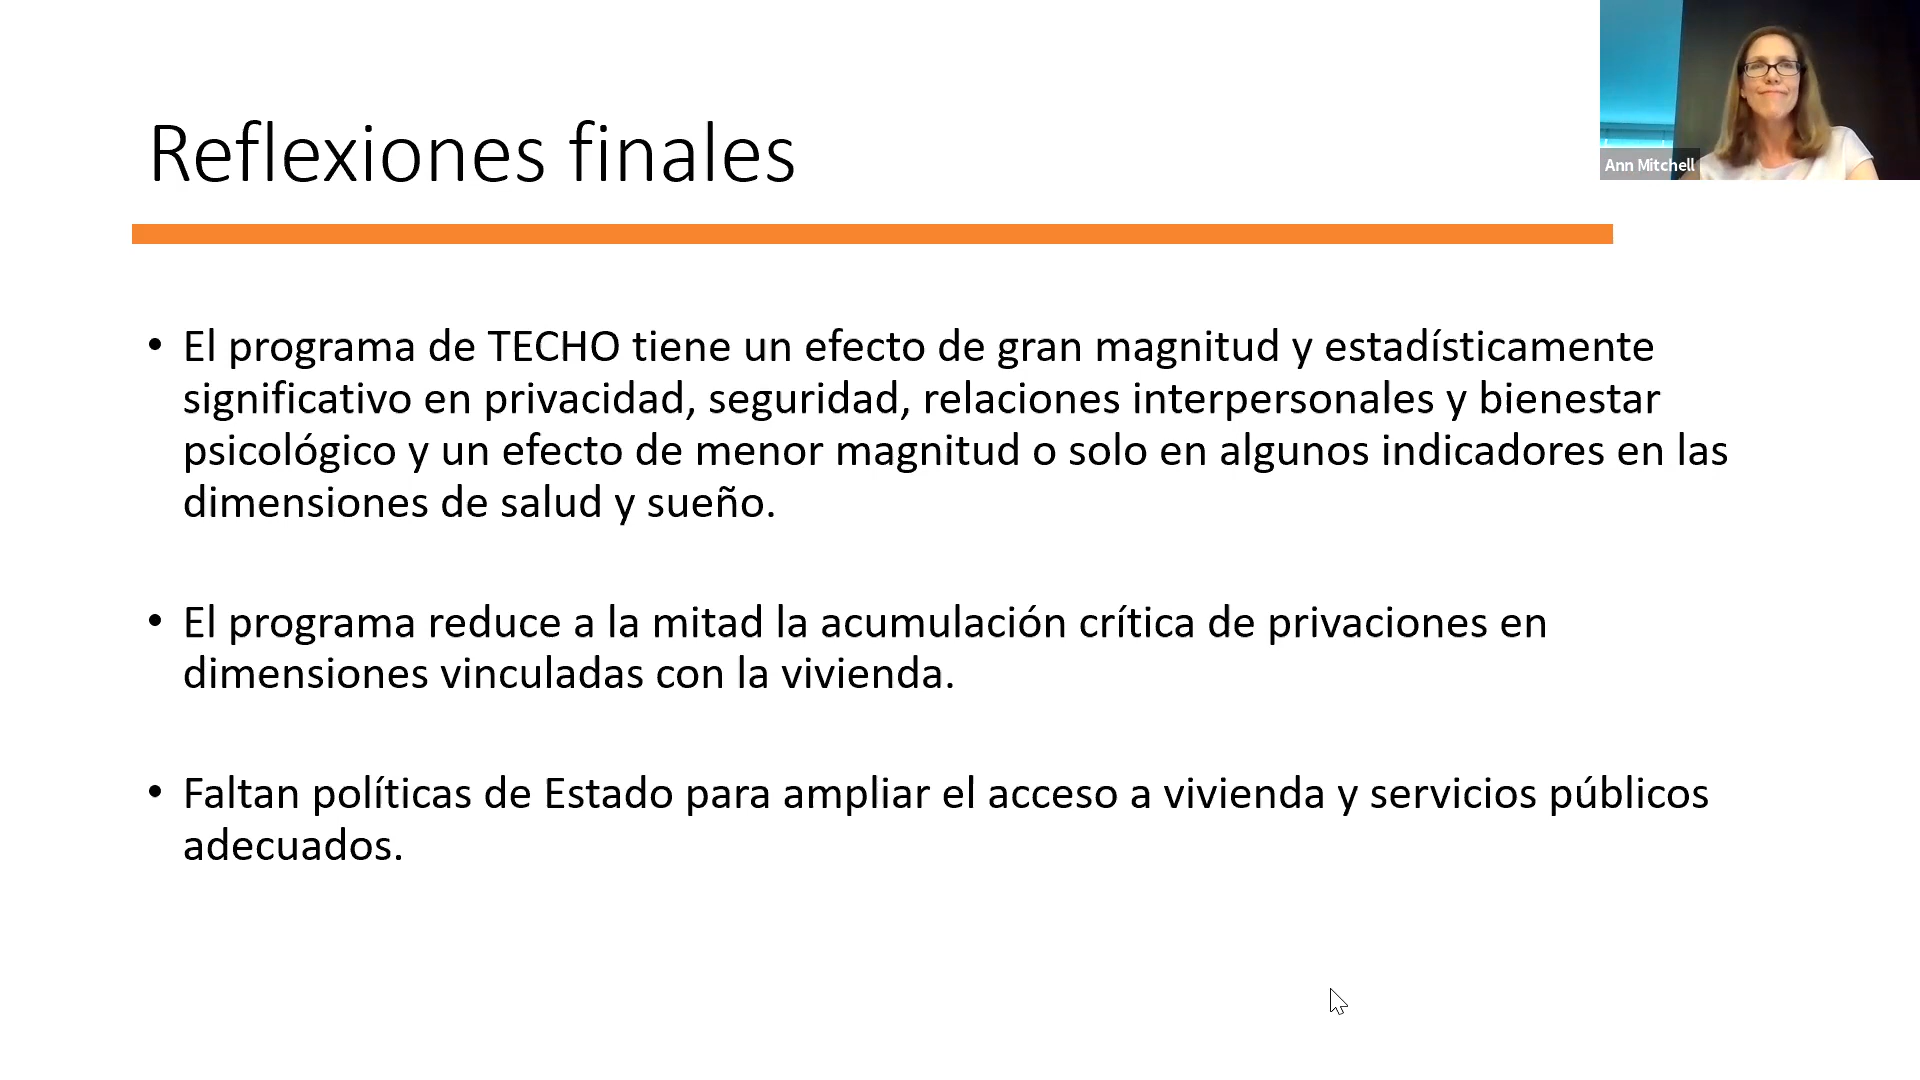 Reflexiones finales
Ann Mitchell
• El programa de TECHO tiene un efecto de gran magnitud y estadísticamente
significativo en privacidad, seguridad, relaciones interpersonales y bienestar
psicológico y un efecto de menor magnitud o solo en algunos indicadores en las
dimensiones de salud y sueño.
• El programa reduce a la mitad la acumulación crítica de privaciones en
dimensiones vinculadas con la vivienda.
• Faltan políticas de Estado para ampliar el acceso a vivienda y servicios públicos
adecuados.